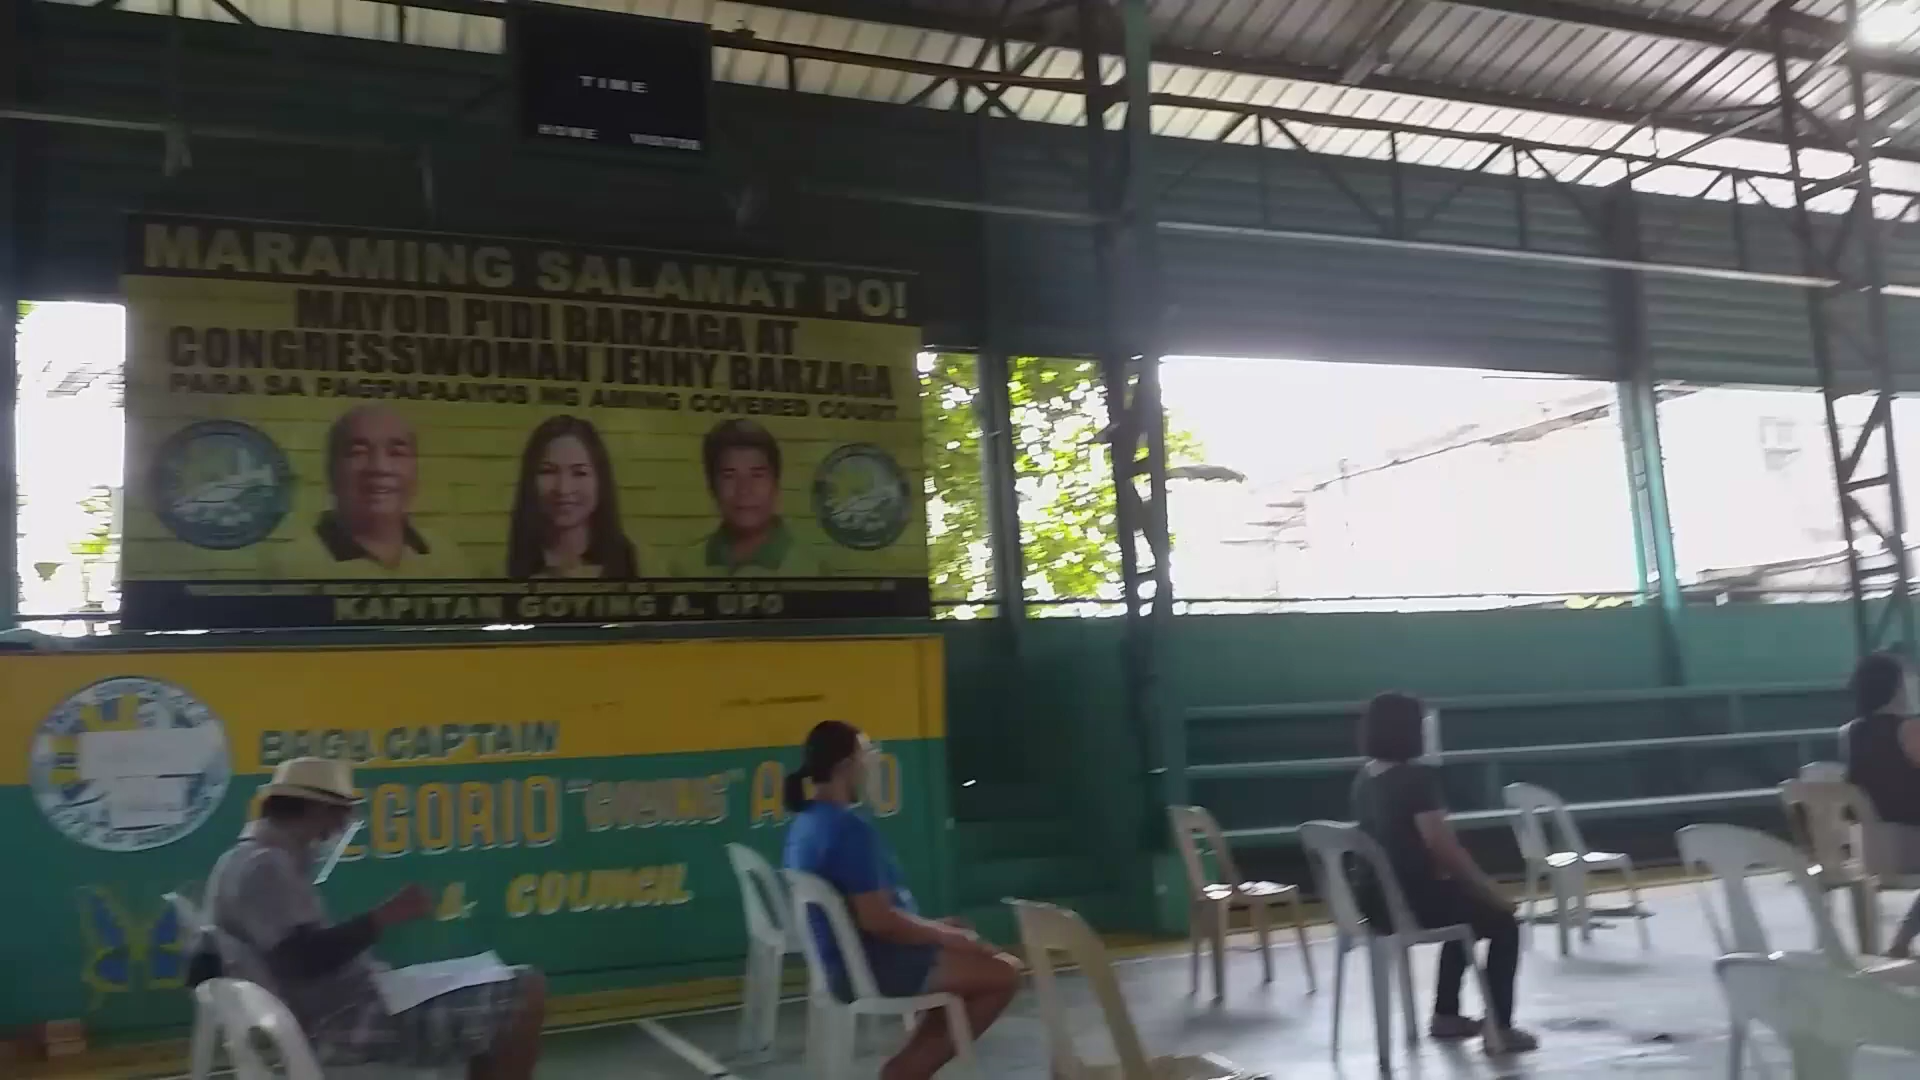 TIME
HOME VISITOR
MARAMING SALAMAT PO!
MAYOR PIDI BARZAGA AT
CONGRESSWOMAN JENNY BARZAGA
PARA SA PAGPAPAAYOS NG AMING COVERED COURT
KAPITAN GOYING A. UPO
BRGY. CAPTAIN
EGORIO "GOYING" A. O
& COUNCIL